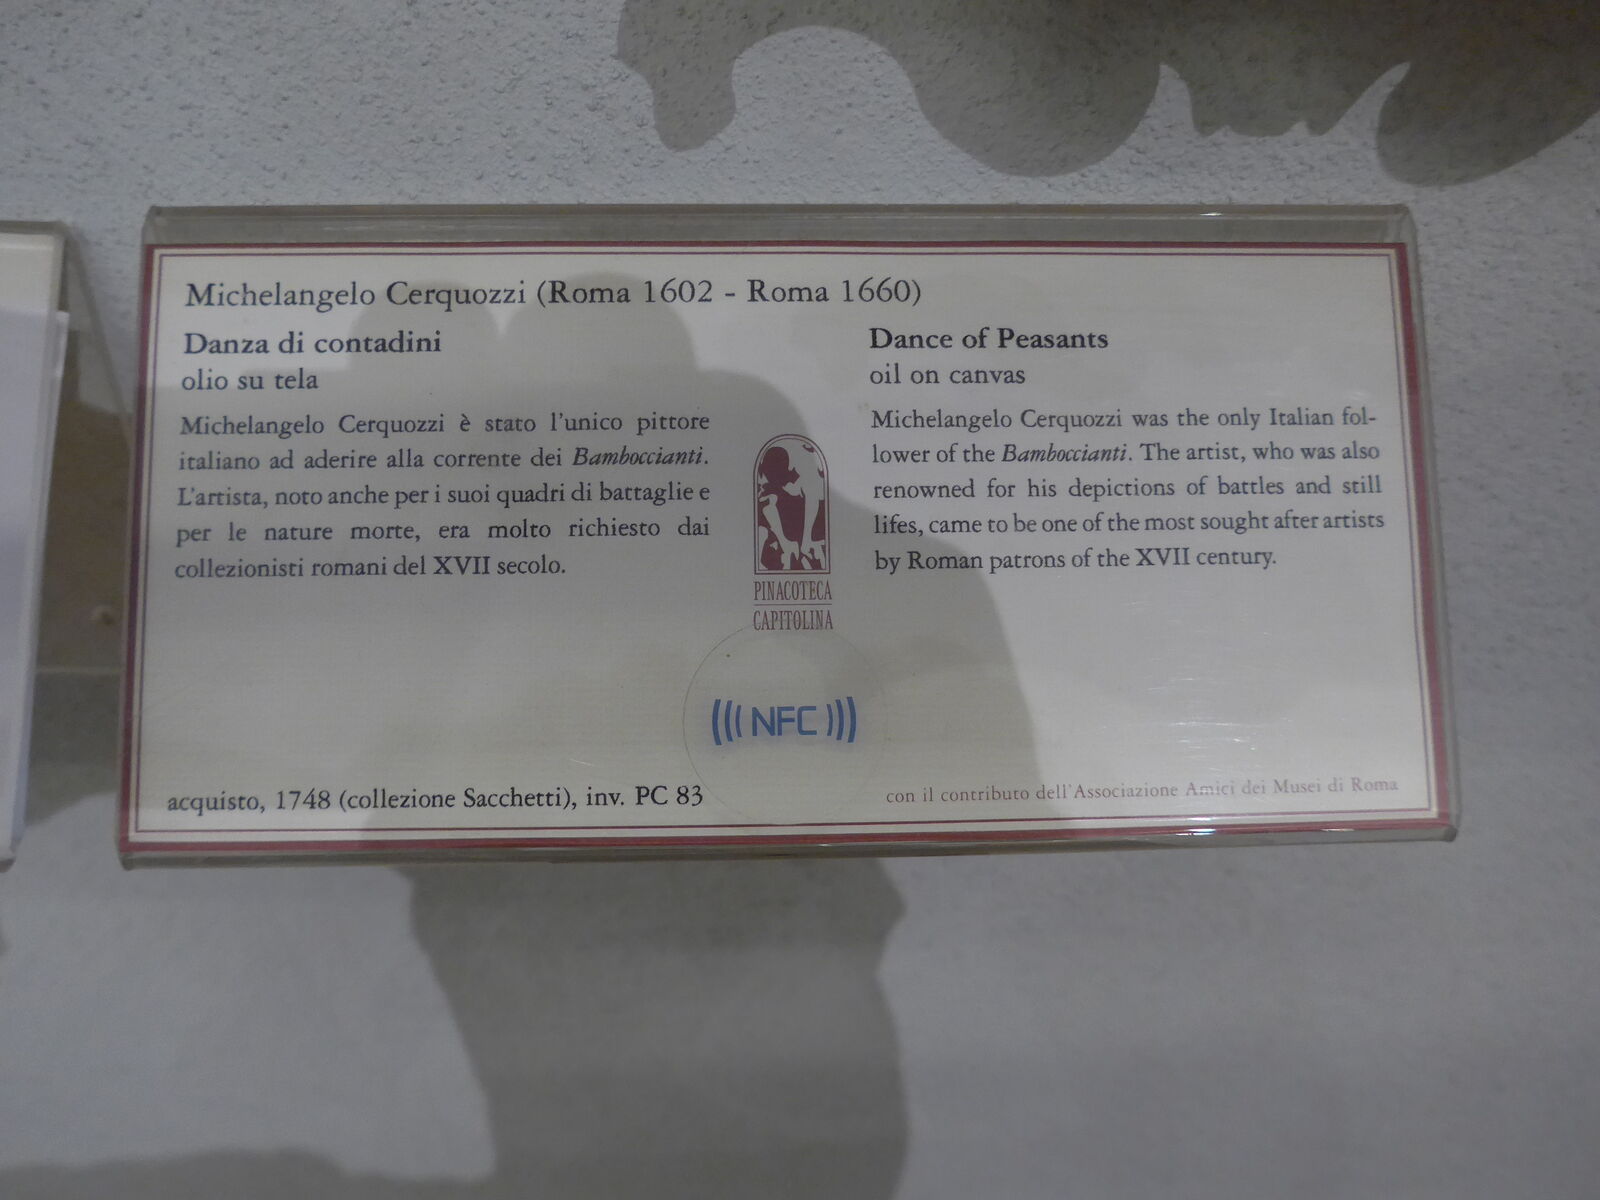 Michelangelo Cerquozzi (Roma 1602 - Roma 1660)
Danza di contadini
olio su tela
Michelangelo Cerquozzi è stato l'unico pittore
italiano ad aderire alla corrente dei Bamboccianti.
L'artista, noto anche per i suoi quadri di battaglie e
per le nature morte, era molto richiesto dai
collezionisti romani del XVII secolo.
Dance of Peasants
oil on canvas
Michelangelo Cerquozzi was the only Italian fol-
lower of the Bamboccianti. The artist, who was also
renowned for his depictions of battles and still
lifes, came to be one of the most sought after artists
by Roman patrons of the XVII century.
PINACOTECA
CAPITOLINA
NFC
acquisto, 1748 (collezione Sacchetti), inv. PC 83
con il contributo dell'Associazione Amici dei Musei di Roma